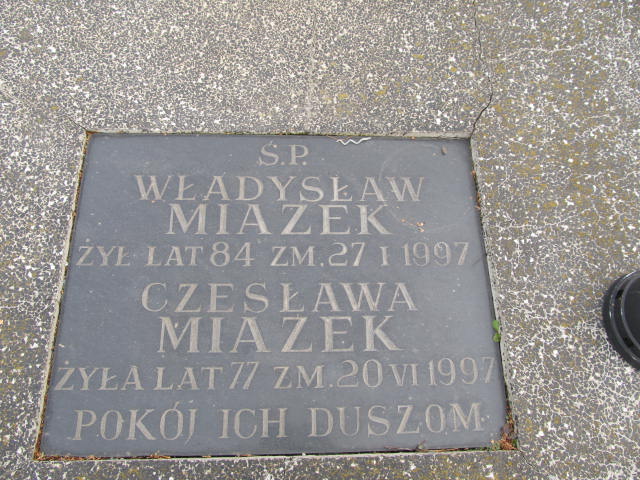 Ś.P.
WŁADYSŁAW
MIAZEK
ŻYŁ LAT 84 ZM. 27 I 1997
CZESŁAWA
MIAZEK
ŻYŁA LAT 77 ZM. 20 VI 1997
POKÓJ ICH DUSZOM